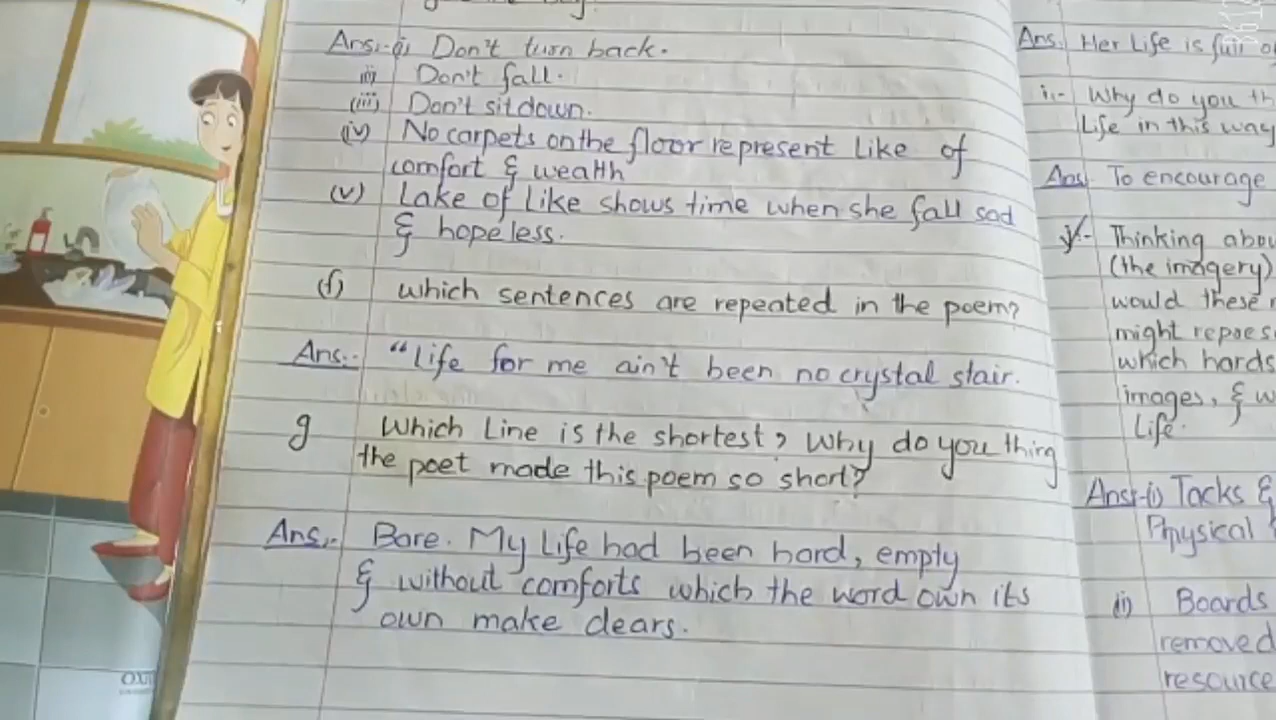 Ans:-(i) Don't turn back.
(ii) Don't fall.
(iii) Don't sit down.
(iv) No carpets on the floor represent like of
comfort & wealth
(v) Lake of like shows time when she fall sad
& hopeless.
(f) which sentences are repeated in the poem?
Ans:- "Life for me ain't been no crystal stair.
g Which Line is the shortest? Why do you thing
the poet made this poem so short?
Ans:- Bare. My Life had been hard, empty
& without comforts which the word own its
own make clears.
Ans. Her Life is full
i:- Why do you
Life in this way
Ans. To encourage
j:- Thinking
(the imagery)
would these
might
which
images, &
Life.
Ans:-(i) Tacks &
Physical
(ii) Boards
removed
resource